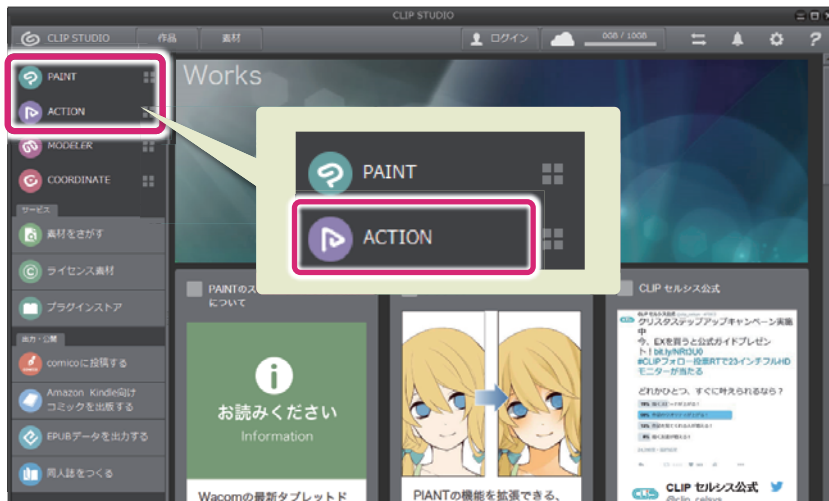 CLIP STUDIO
CLIP STUDIO
作品
素材
ログイン
0GB / 10GB
?
PAINT
ACTION
MODELER
COORDINATE
サービス
素材をさがす
ライセンス素材
プラグインストア
出力・公開
comicoに投稿する
Amazon Kindle向け
コミックを出版する
EPUBデータを出力する
同人誌をつくる
Works
PAINT
ACTION
PAINTのス
について
お読みください
Information
Wacomの最新タブレットド
PIANTの機能を拡張できる、
CLIP セルシス公式
クリスタステップアップキャンペーン実施
中
今、EXを買うと公式ガイドプレゼン
ト！bit.ly/NRt3U0
#CLIPフォロー投票RTで23インチフルHD
モニターが当たる
どれかひとつ、すぐに叶えられるなら？
CLIP セルシス公式
@clip_celsys